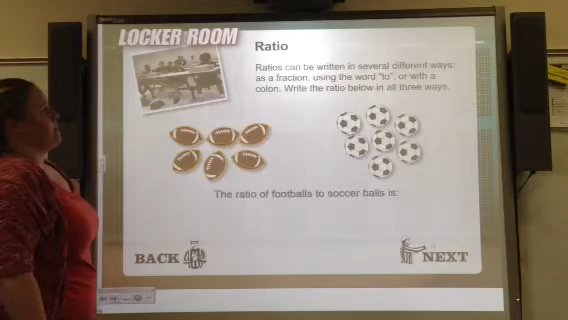 LOCKER ROOM
Ratio
Ratios can be written in several different ways:
as a fraction, using the word "to", or with a
colon. Write the ratio below in all three ways.
The ratio of footballs to soccer balls is:
BACK
NEXT